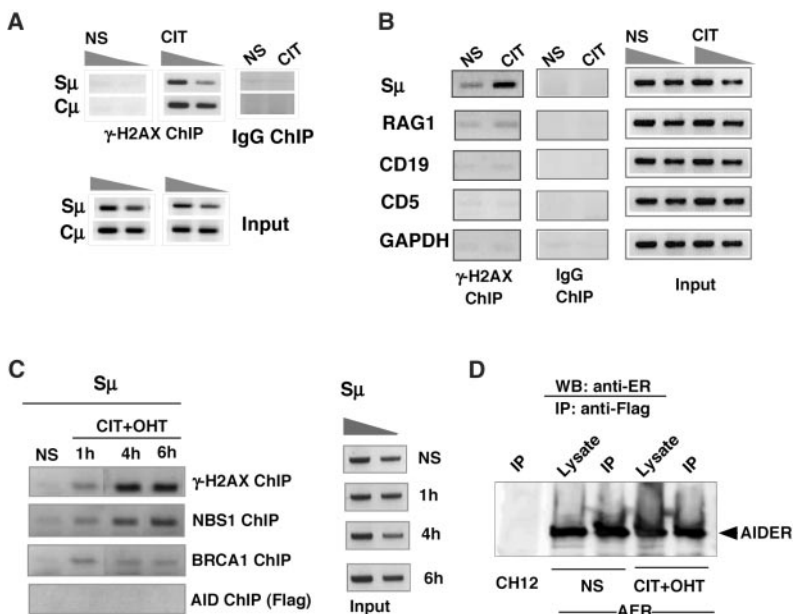 A
NS CIT NS CIT
Sμ
Cμ
γ-H2AX ChIP IgG ChIP
Sμ
Cμ
Input
B
NS CIT NS CIT NS CIT
Sμ
RAG1
CD19
CD5
GAPDH
γ-H2AX ChIP IgG ChIP Input
C
Sμ
CIT+OHT
NS 1h 4h 6h
γ-H2AX ChIP
NBS1 ChIP
BRCA1 ChIP
AID ChIP (Flag)
Sμ
NS
1h
4h
6h
Input
D
WB: anti-ER
IP: anti-Flag
IP Lysate IP Lysate IP
AIDER
CH12 NS CIT+OHT
AER